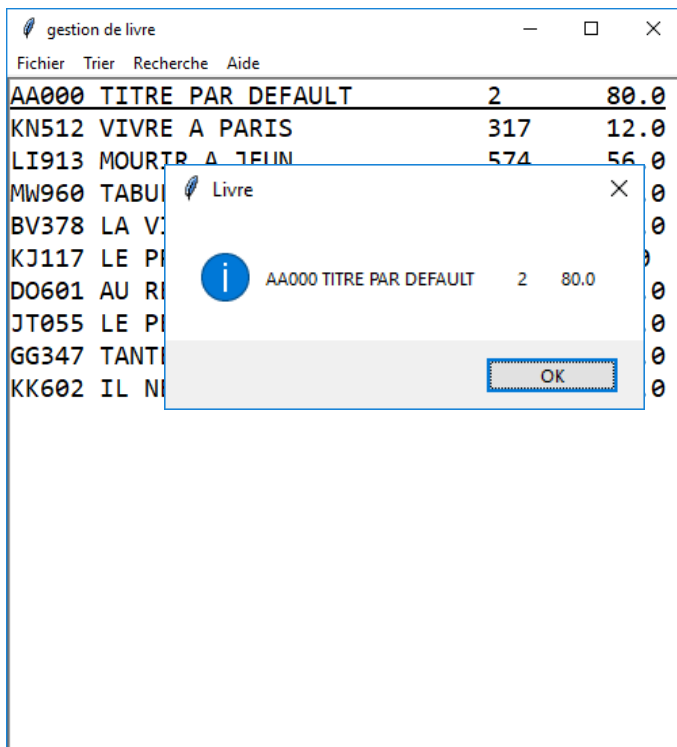 gestion de livre
Fichier Trier Recherche Aide
AA000 TITRE PAR DEFAULT 2 80.0
KN512 VIVRE A PARIS 317 12.0
LI913 MOURIR A JEUN 574 56.0
MW960
BV378 LA
KJ117 LE
DO601 AU
JT055 LE
GG347
KK602 IL
Livre
AA000 TITRE PAR DEFAULT 2 80.0
OK